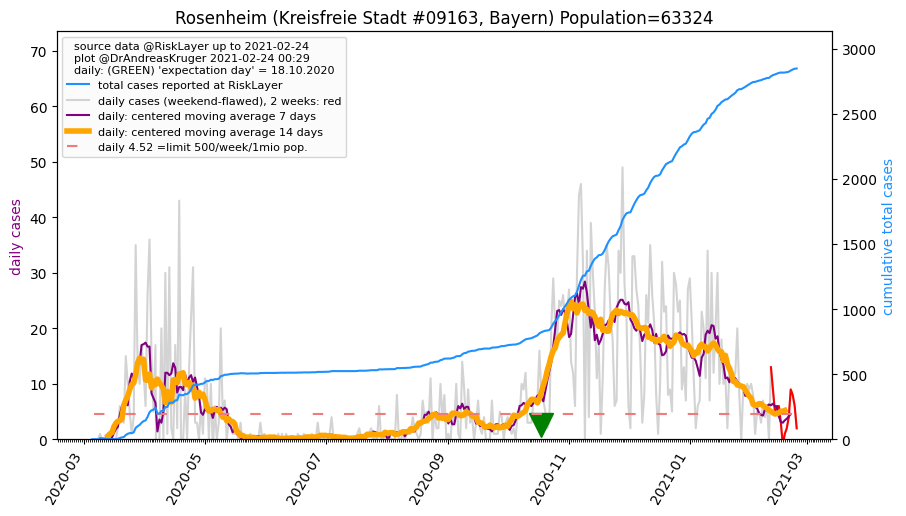 Rosenheim (Kreisfreie Stadt #09163, Bayern) Population=63324
source data @RiskLayer up to 2021-02-24
plot @DrAndreasKruger 2021-02-24 00:29
daily: (GREEN) 'expectation day' = 18.10.2020
total cases reported at RiskLayer
daily cases (weekend-flawed), 2 weeks: red
daily: centered moving average 7 days
daily: centered moving average 14 days
daily 4.52 =limit 500/week/1mio pop.
daily cases
70
60
50
40
30
20
10
0
cumulative total cases
3000
2500
2000
1500
1000
500
0
2020-03
2020-05
2020-07
2020-09
2020-11
2021-01
2021-03